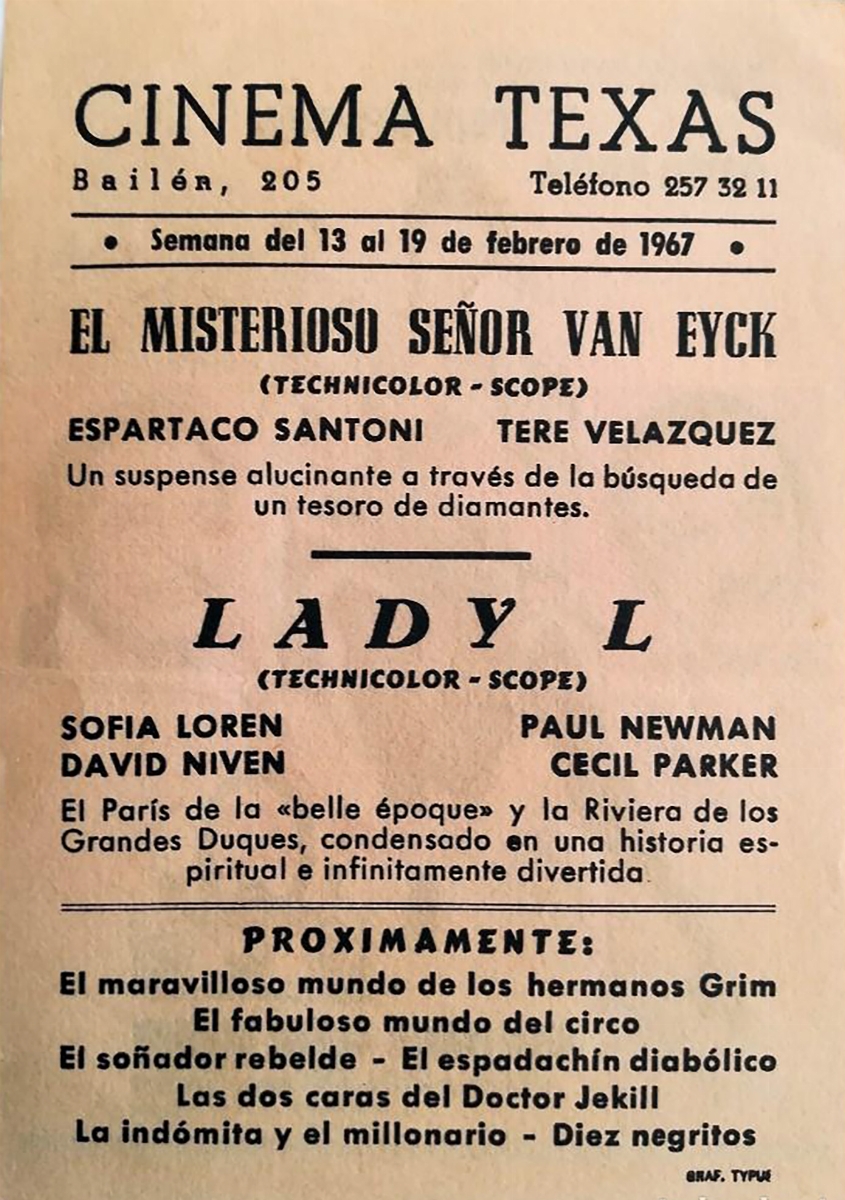 CINEMA TEXAS
Bailén, 205 Teléfono 257 32 11
• Semana del 13 al 19 de febrero de 1967 •
EL MISTERIOSO SEÑOR VAN EYCK
(TECHNICOLOR - SCOPE)
ESPARTACO SANTONI TERE VELAZQUEZ
Un suspense alucinante a través de la búsqueda de
un tesoro de diamantes.
LADY L
(TECHNICOLOR - SCOPE)
SOFIA LOREN PAUL NEWMAN
DAVID NIVEN CECIL PARKER
El París de la «belle époque» y la Riviera de los
Grandes Duques, condensado en una historia es-
piritual e infinitamente divertida.
PROXIMAMENTE:
El maravilloso mundo de los hermanos Grim
El fabuloso mundo del circo
El soñador rebelde - El espadachín diabólico
Las dos caras del Doctor Jekill
La indómita y el millonario - Diez negritos
GRAF. TYPUS